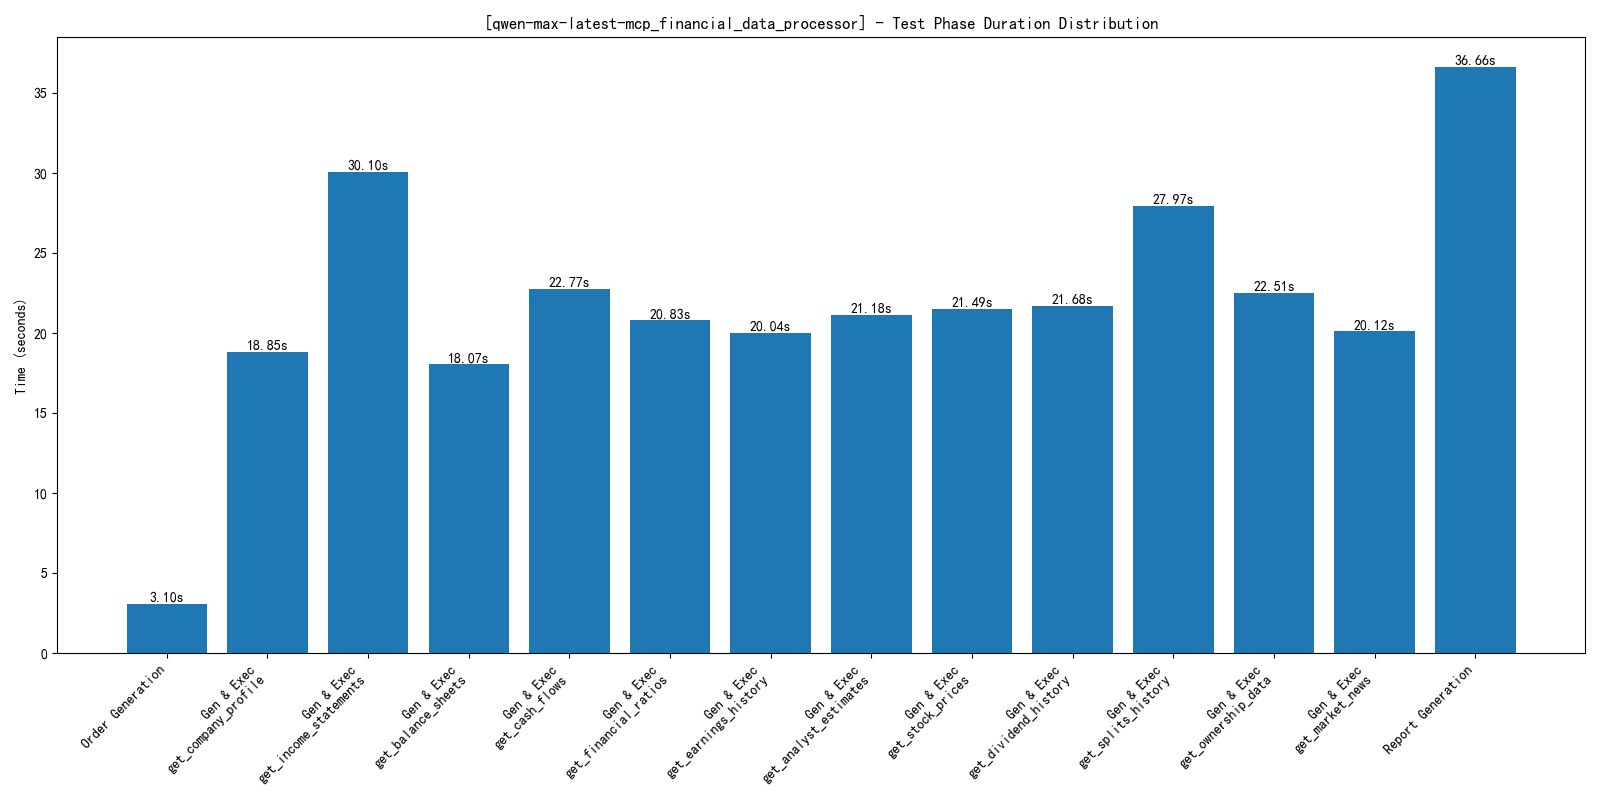 [qwen-max-latest-mcp_financial_data_processor] - Test Phase Duration Distribution
Time (seconds)
35
30
25
20
15
10
5
0
3.10s
18.85s
30.10s
18.07s
22.77s
20.83s
20.04s
21.18s
21.49s
21.68s
27.97s
22.51s
20.12s
36.66s
Order Generation
Gen & Exec
get_company_profile
Gen & Exec
get_income_statements
Gen & Exec
get_balance_sheets
Gen & Exec
get_cash_flows
Gen & Exec
get_financial_ratios
Gen & Exec
get_earnings_history
Gen & Exec
get_analyst_estimates
Gen & Exec
get_stock_prices
Gen & Exec
get_dividend_history
Gen & Exec
get_splits_history
Gen & Exec
get_ownership_data
Gen & Exec
get_market_news
Report Generation